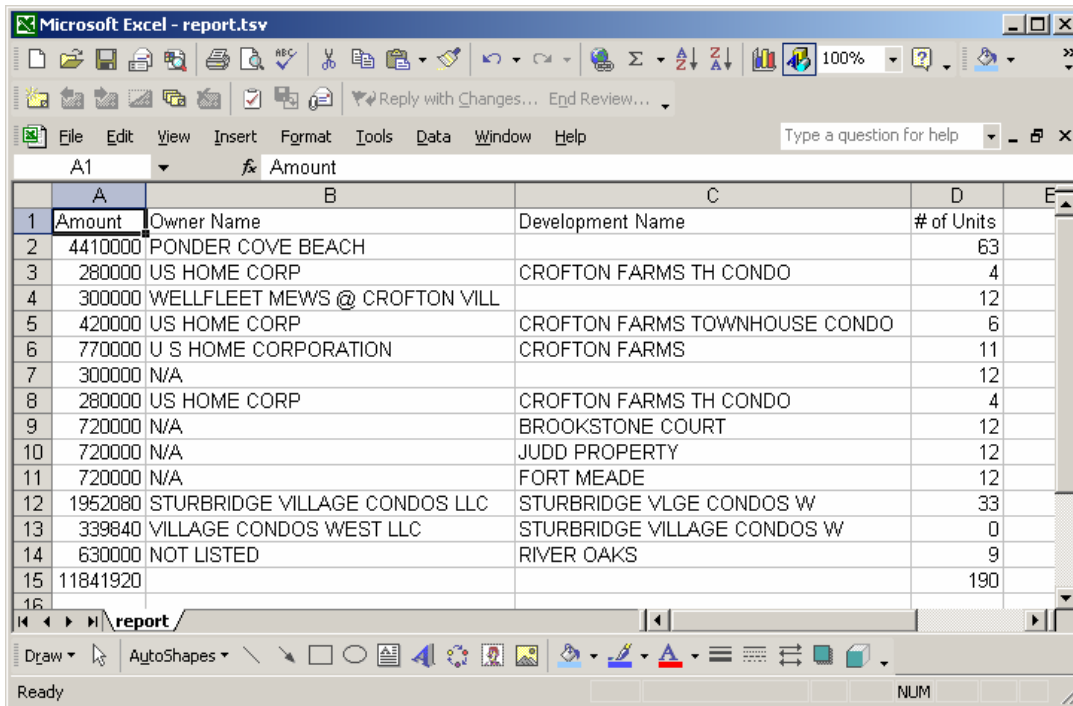 Microsoft Excel - report.tsv
ABC Σ A Z Z A 100% ? »
Reply with Changes... End Review...
File Edit View Insert Format Tools Data Window Help Type a question for help
A1 fx Amount
A B C D E
1 Amount Owner Name Development Name # of Units
2 4410000 PONDER COVE BEACH 63
3 280000 US HOME CORP CROFTON FARMS TH CONDO 4
4 300000 WELLFLEET MEWS @ CROFTON VILL 12
5 420000 US HOME CORP CROFTON FARMS TOWNHOUSE CONDO 6
6 770000 U S HOME CORPORATION CROFTON FARMS 11
7 300000 N/A 12
8 280000 US HOME CORP CROFTON FARMS TH CONDO 4
9 720000 N/A BROOKSTONE COURT 12
10 720000 N/A JUDD PROPERTY 12
11 720000 N/A FORT MEADE 12
12 1952080 STURBRIDGE VILLAGE CONDOS LLC STURBRIDGE VLGE CONDOS W 33
13 339840 VILLAGE CONDOS WEST LLC STURBRIDGE VILLAGE CONDOS W 0
14 630000 NOT LISTED RIVER OAKS 9
15 11841920 190
16
report
Draw AutoShapes A A
Ready NUM